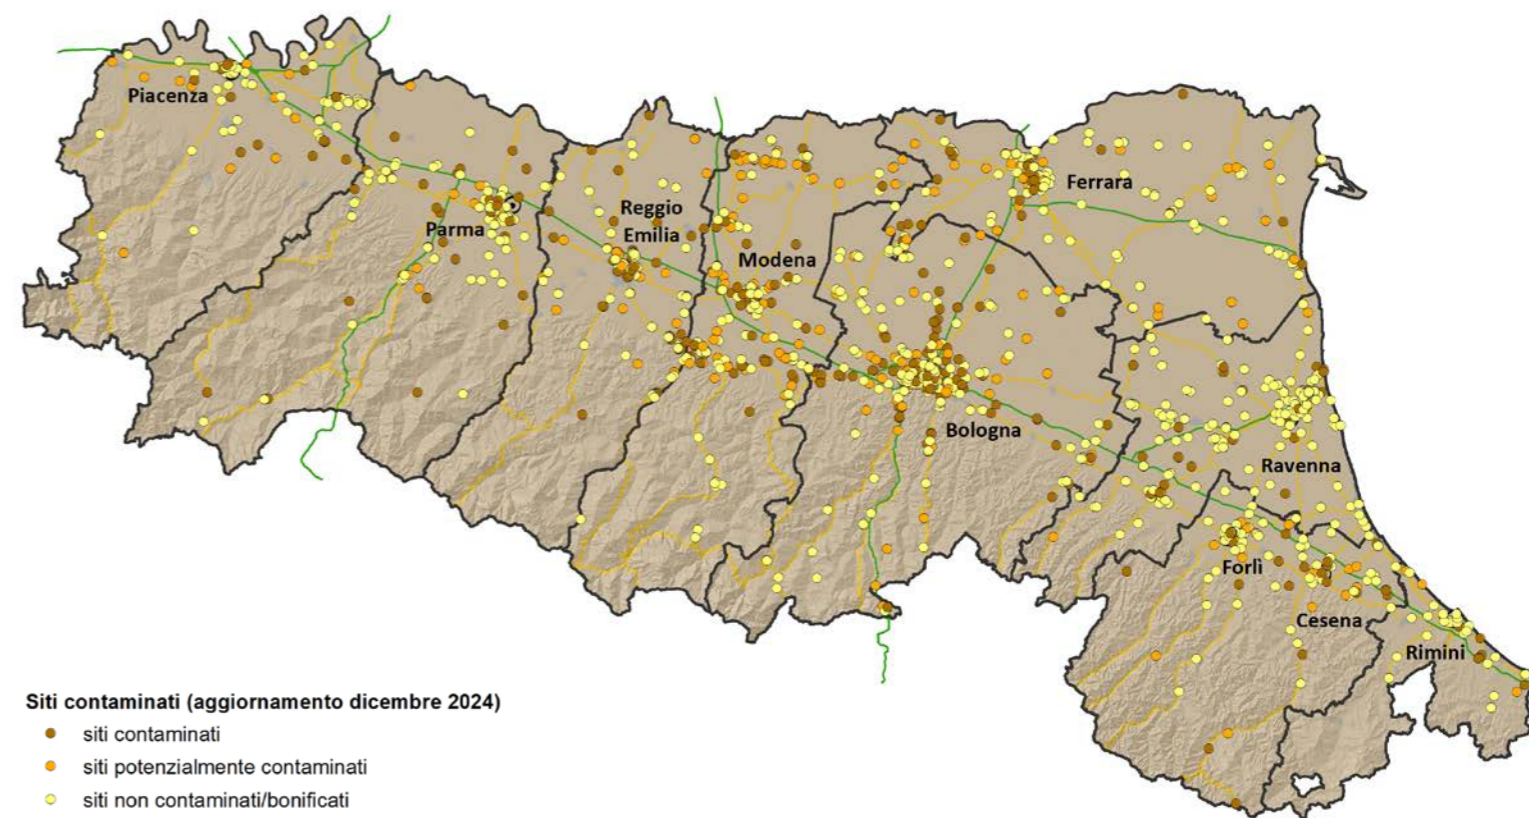 Piacenza
Parma
Reggio
Emilia
Modena
Ferrara
Bologna
Ravenna
Forlì
Cesena
Rimini
Siti contaminati (aggiornamento dicembre 2024)
siti contaminati
siti potenzialmente contaminati
siti non contaminati/bonificati